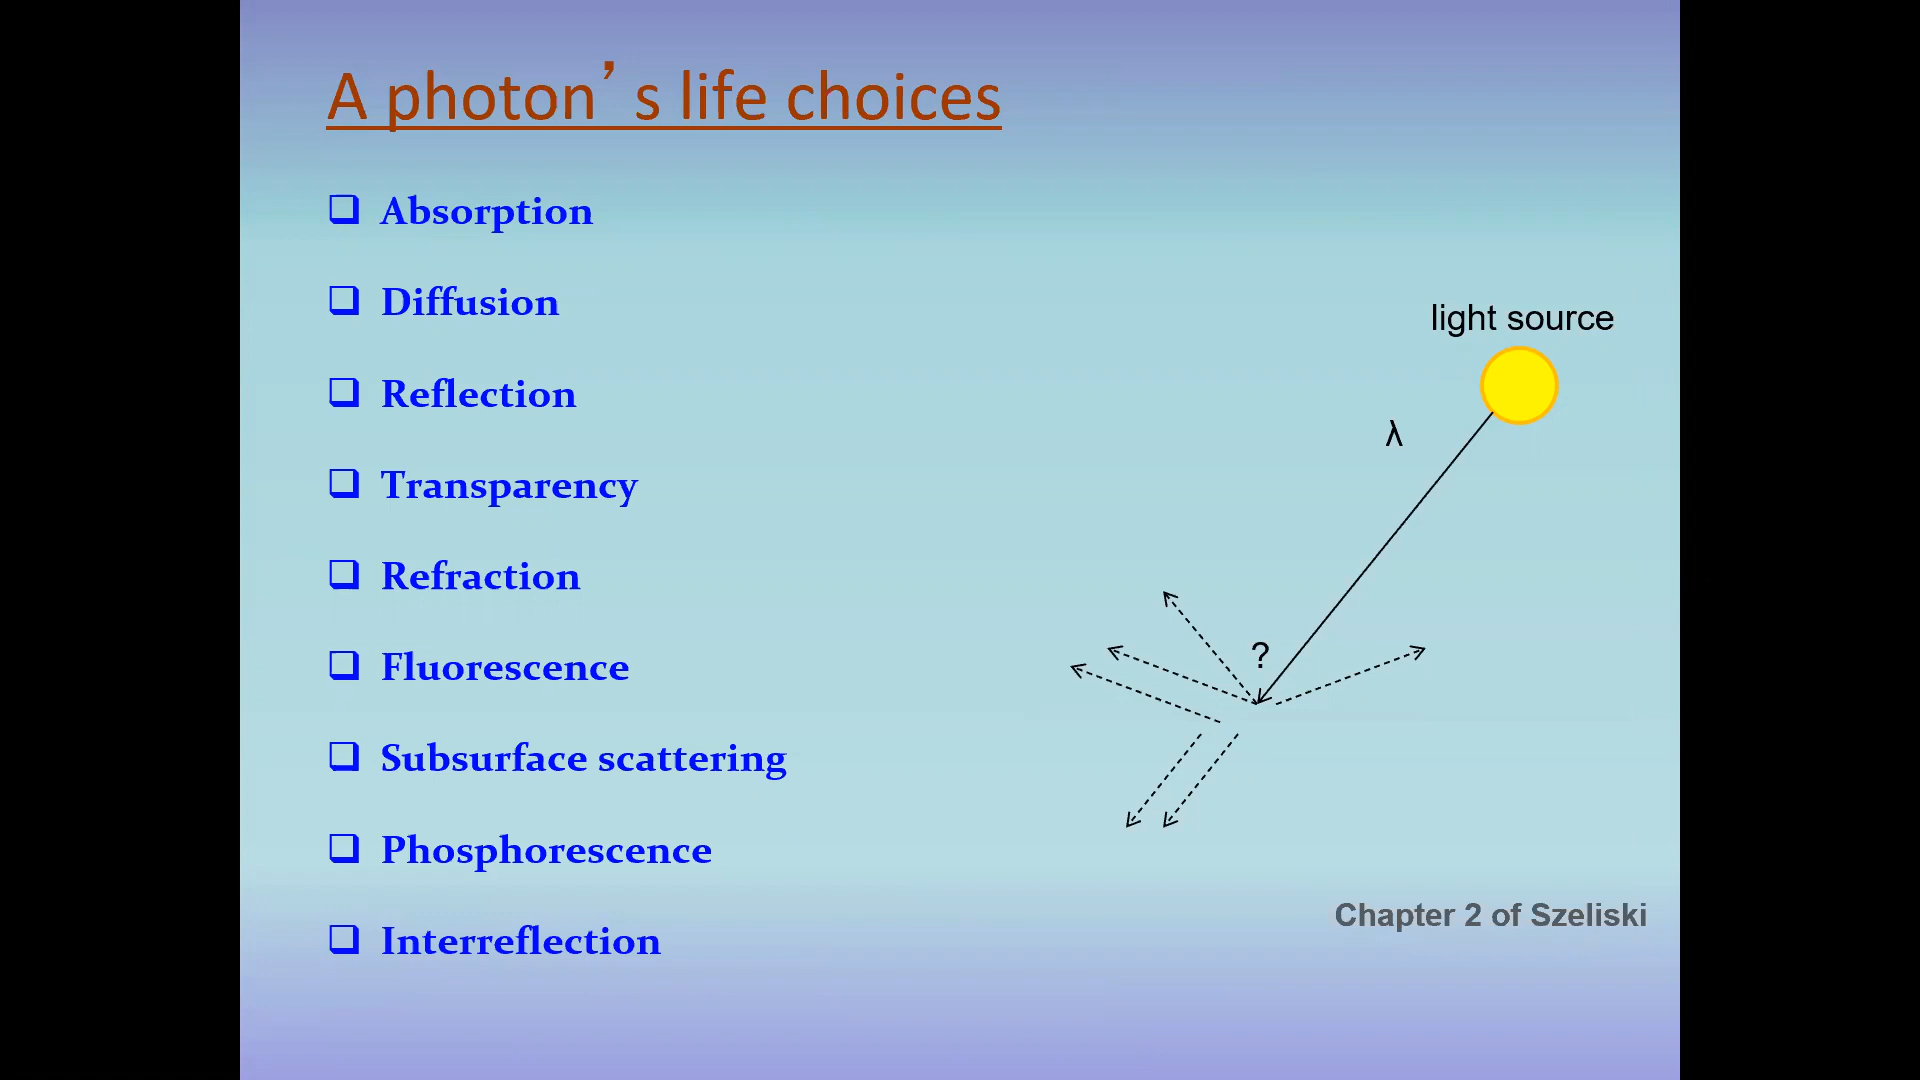 A photon’s life choices
Absorption
Diffusion
Reflection
Transparency
Refraction
Fluorescence
Subsurface scattering
Phosphorescence
Interreflection
light source
λ
?
Chapter 2 of Szeliski